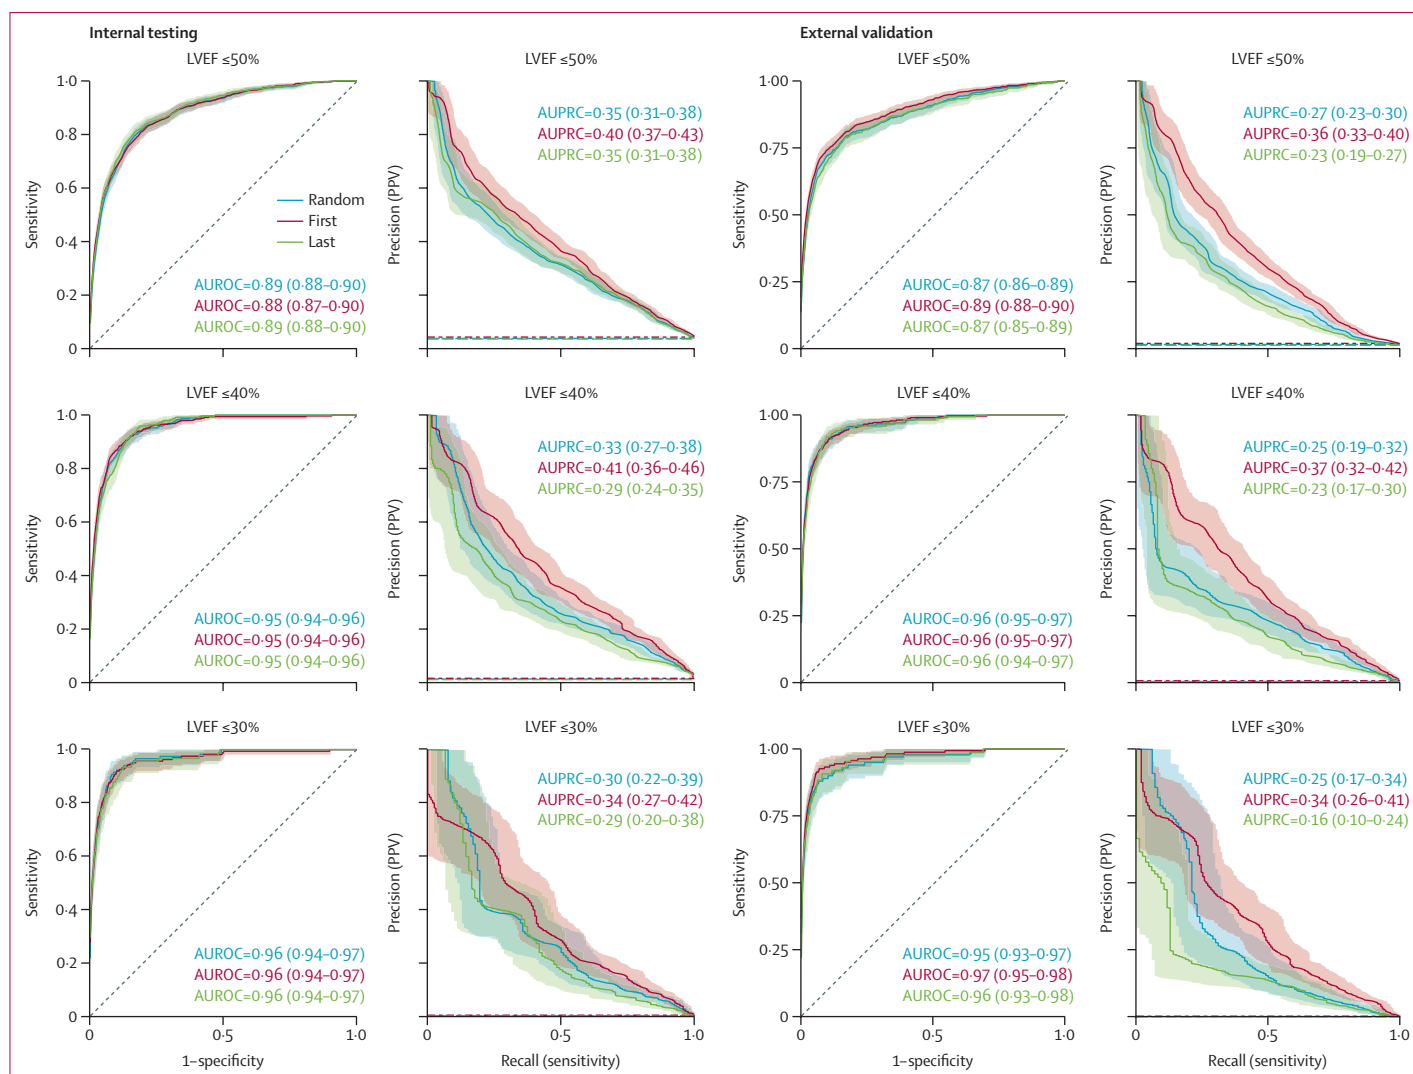 Internal testing
External validation
LVEF ≤50%
LVEF ≤50%
LVEF ≤50%
LVEF ≤50%
Sensitivity
1·0
0·8
0·6
0·4
0·2
0
Random
First
Last
AUROC=0·89 (0·88–0·90)
AUROC=0·88 (0·87–0·90)
AUROC=0·89 (0·88–0·90)
Precision (PPV)
AUPRC=0·35 (0·31–0·38)
AUPRC=0·40 (0·37–0·43)
AUPRC=0·35 (0·31–0·38)
Sensitivity
1·00
0·75
0·50
0·25
0
AUROC=0·87 (0·86–0·89)
AUROC=0·89 (0·88–0·90)
AUROC=0·87 (0·85–0·89)
Precision (PPV)
AUPRC=0·27 (0·23–0·30)
AUPRC=0·36 (0·33–0·40)
AUPRC=0·23 (0·19–0·27)
LVEF ≤40%
LVEF ≤40%
LVEF ≤40%
LVEF ≤40%
Sensitivity
1·0
0·8
0·6
0·4
0·2
0
AUROC=0·95 (0·94–0·96)
AUROC=0·95 (0·94–0·96)
AUROC=0·95 (0·94–0·96)
Precision (PPV)
AUPRC=0·33 (0·27–0·38)
AUPRC=0·41 (0·36–0·46)
AUPRC=0·29 (0·24–0·35)
Sensitivity
1·00
0·75
0·50
0·25
0
AUROC=0·96 (0·95–0·97)
AUROC=0·96 (0·95–0·97)
AUROC=0·96 (0·94–0·97)
Precision (PPV)
AUPRC=0·25 (0·19–0·32)
AUPRC=0·37 (0·32–0·42)
AUPRC=0·23 (0·17–0·30)
LVEF ≤30%
LVEF ≤30%
LVEF ≤30%
LVEF ≤30%
Sensitivity
1·0
0·8
0·6
0·4
0·2
0
AUROC=0·96 (0·94–0·97)
AUROC=0·96 (0·94–0·97)
AUROC=0·96 (0·94–0·97)
0
0·5
1·0
1–specificity
Precision (PPV)
AUPRC=0·30 (0·22–0·39)
AUPRC=0·34 (0·27–0·42)
AUPRC=0·29 (0·20–0·38)
0
0·5
1·0
Recall (sensitivity)
Sensitivity
1·00
0·75
0·50
0·25
0
AUROC=0·95 (0·93–0·97)
AUROC=0·97 (0·95–0·98)
AUROC=0·96 (0·93–0·98)
0
0·5
1·0
1–specificity
Precision (PPV)
AUPRC=0·25 (0·17–0·34)
AUPRC=0·34 (0·26–0·41)
AUPRC=0·16 (0·10–0·24)
0
0·5
1·0
Recall (sensitivity)